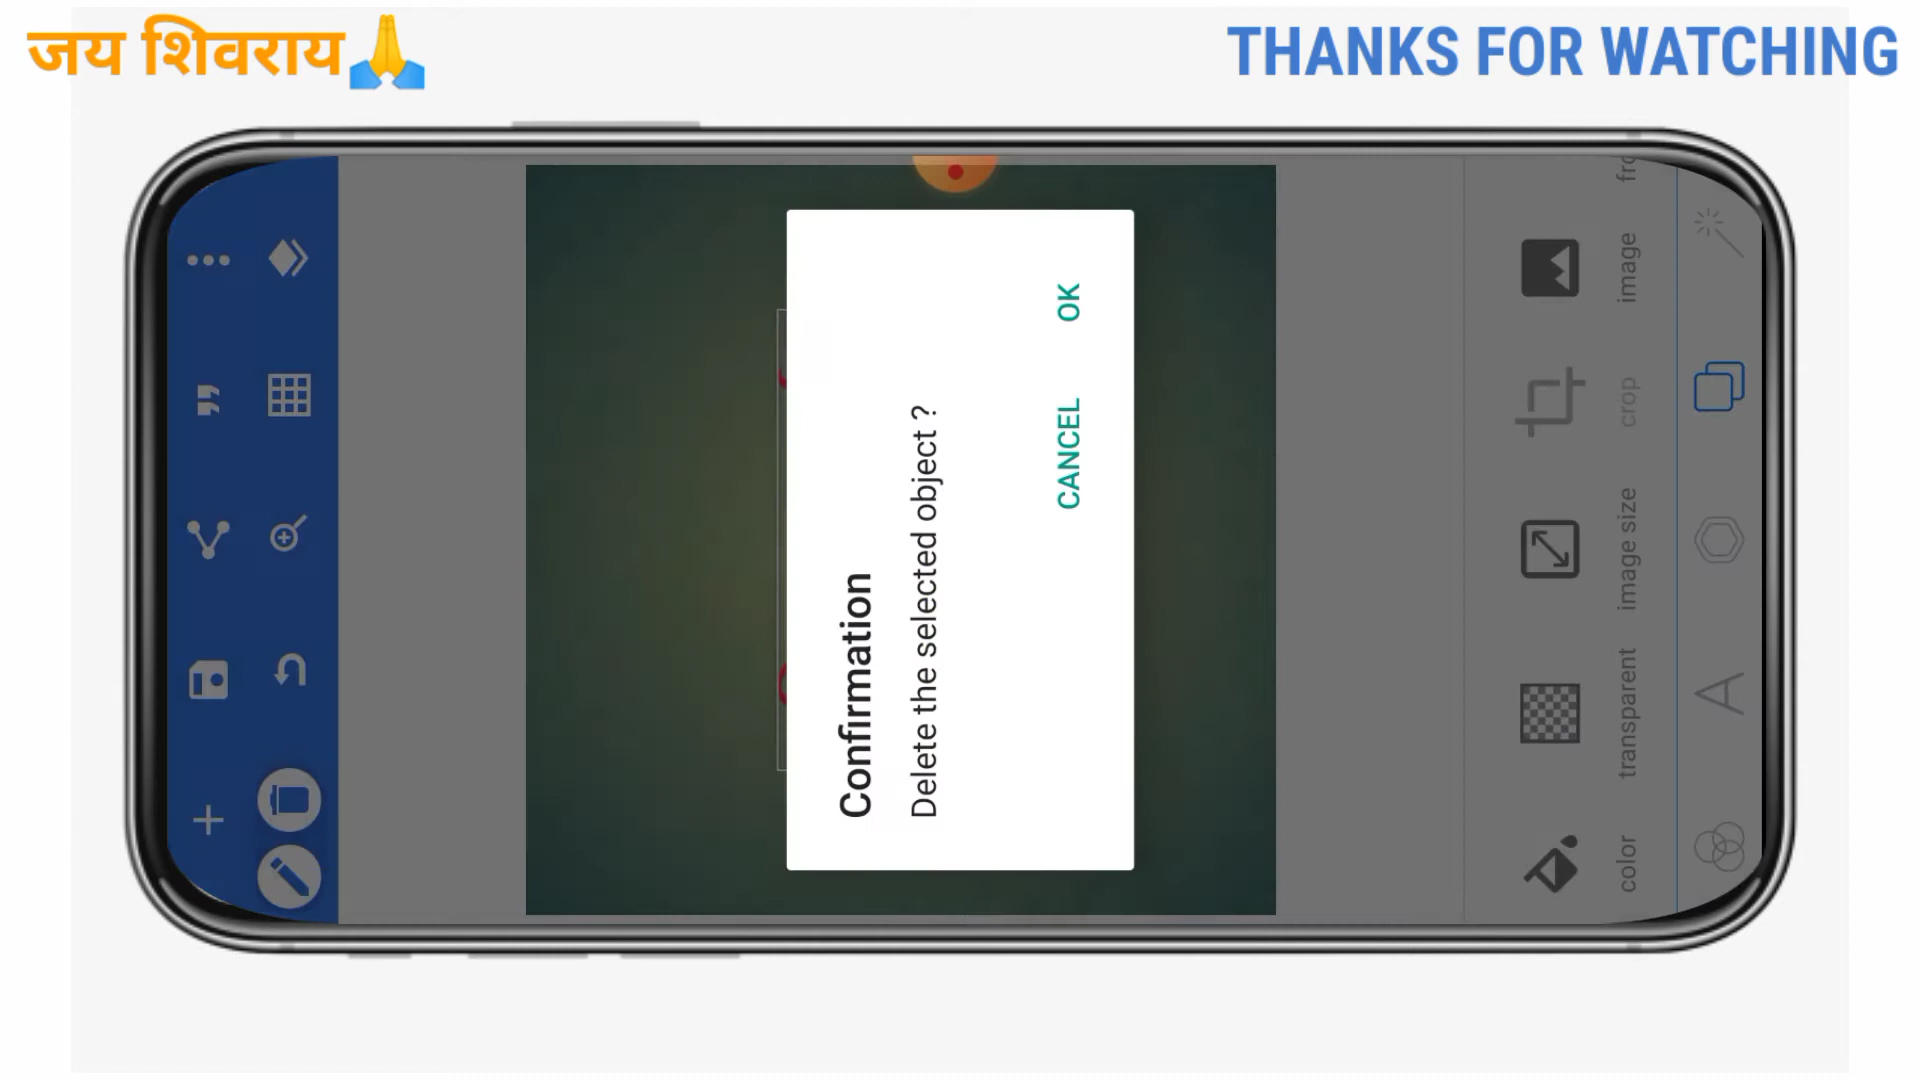 जय शिवराय🙏
THANKS FOR WATCHING
Confirmation
Delete the selected object ?
CANCEL OK
color
transparent
image size
crop
image